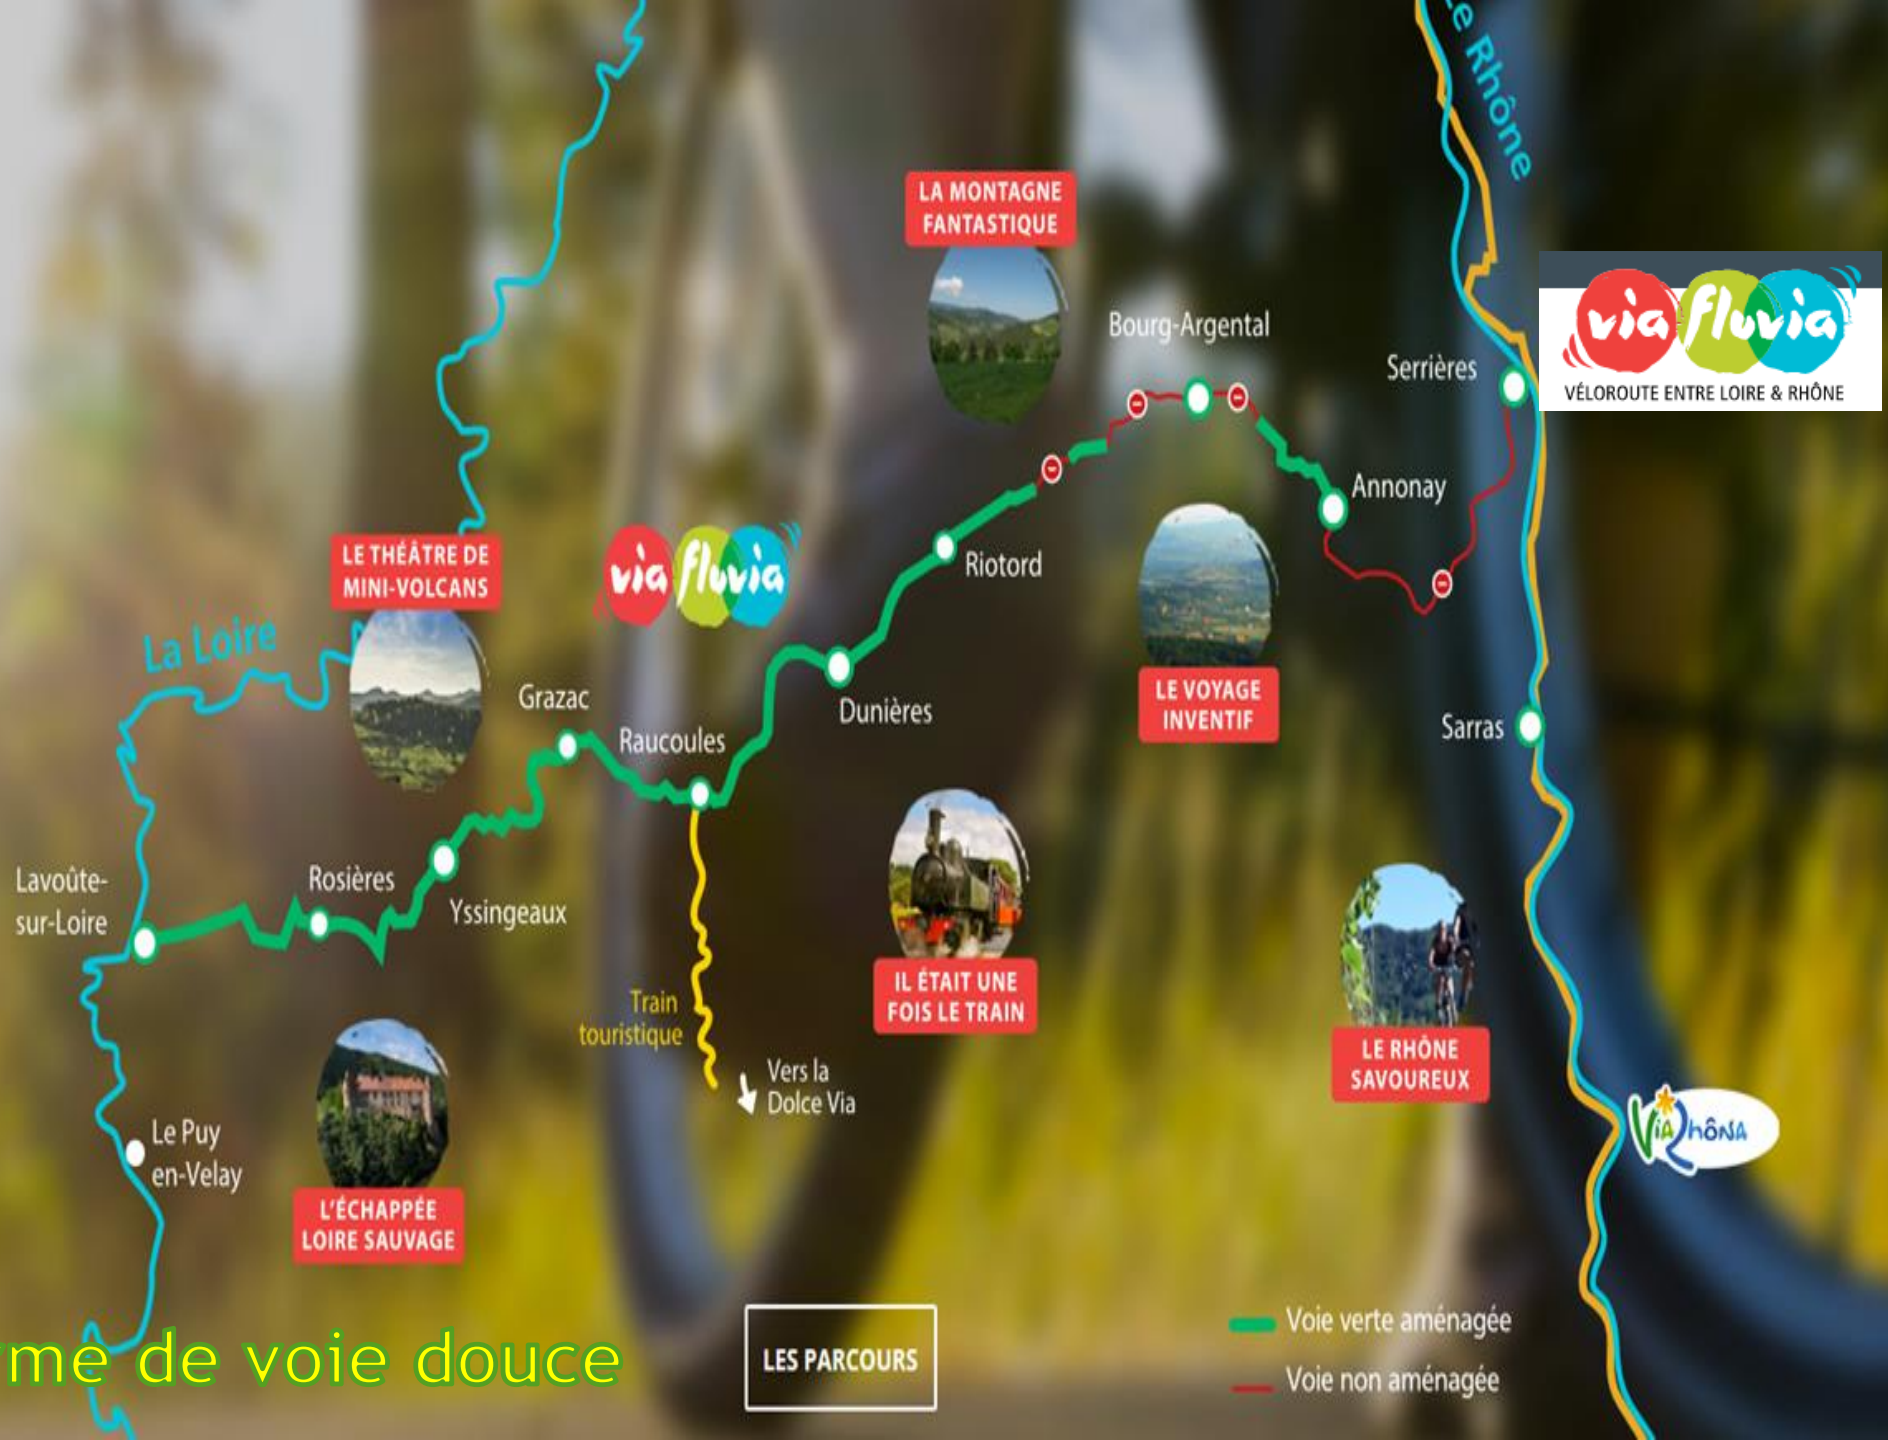 Le Rhône
LA MONTAGNE
FANTASTIQUE
Bourg-Argental
Serrières
via fluvia
VÉLOROUTE ENTRE LOIRE & RHÔNE
Annonay
LE THÉÂTRE DE
MINI-VOLCANS
via fluvia
Riotord
La Loire
Grazac
Raucoules
Dunières
LE VOYAGE
INVENTIF
Sarras
Lavoûte-
sur-Loire
Rosières
Yssingeaux
IL ÉTAIT UNE
FOIS LE TRAIN
Train
touristique
Vers la
Dolce Via
LE RHÔNE
SAVOUREUX
ViaRhôna
Le Puy
en-Velay
L'ÉCHAPPÉE
LOIRE SAUVAGE
de voie douce
LES PARCOURS
Voie verte aménagée
Voie non aménagée